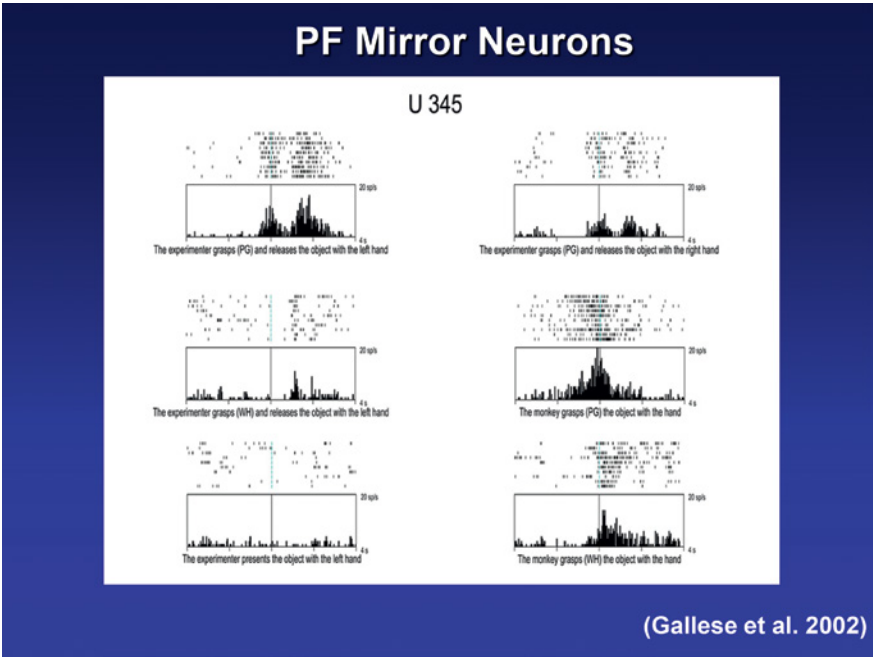 PF Mirror Neurons
U 345
20 sp/s
4 s
The experimenter grasps (PG) and releases the object with the left hand
20 sp/s
4 s
The experimenter grasps (PG) and releases the object with the right hand
20 sp/s
4 s
The experimenter grasps (WH) and releases the object with the left hand
20 sp/s
4 s
The monkey grasps (PG) the object with the hand
20 sp/s
4 s
The experimenter presents the object with the left hand
20 sp/s
4 s
The monkey grasps (WH) the object with the hand
(Gallese et al. 2002)